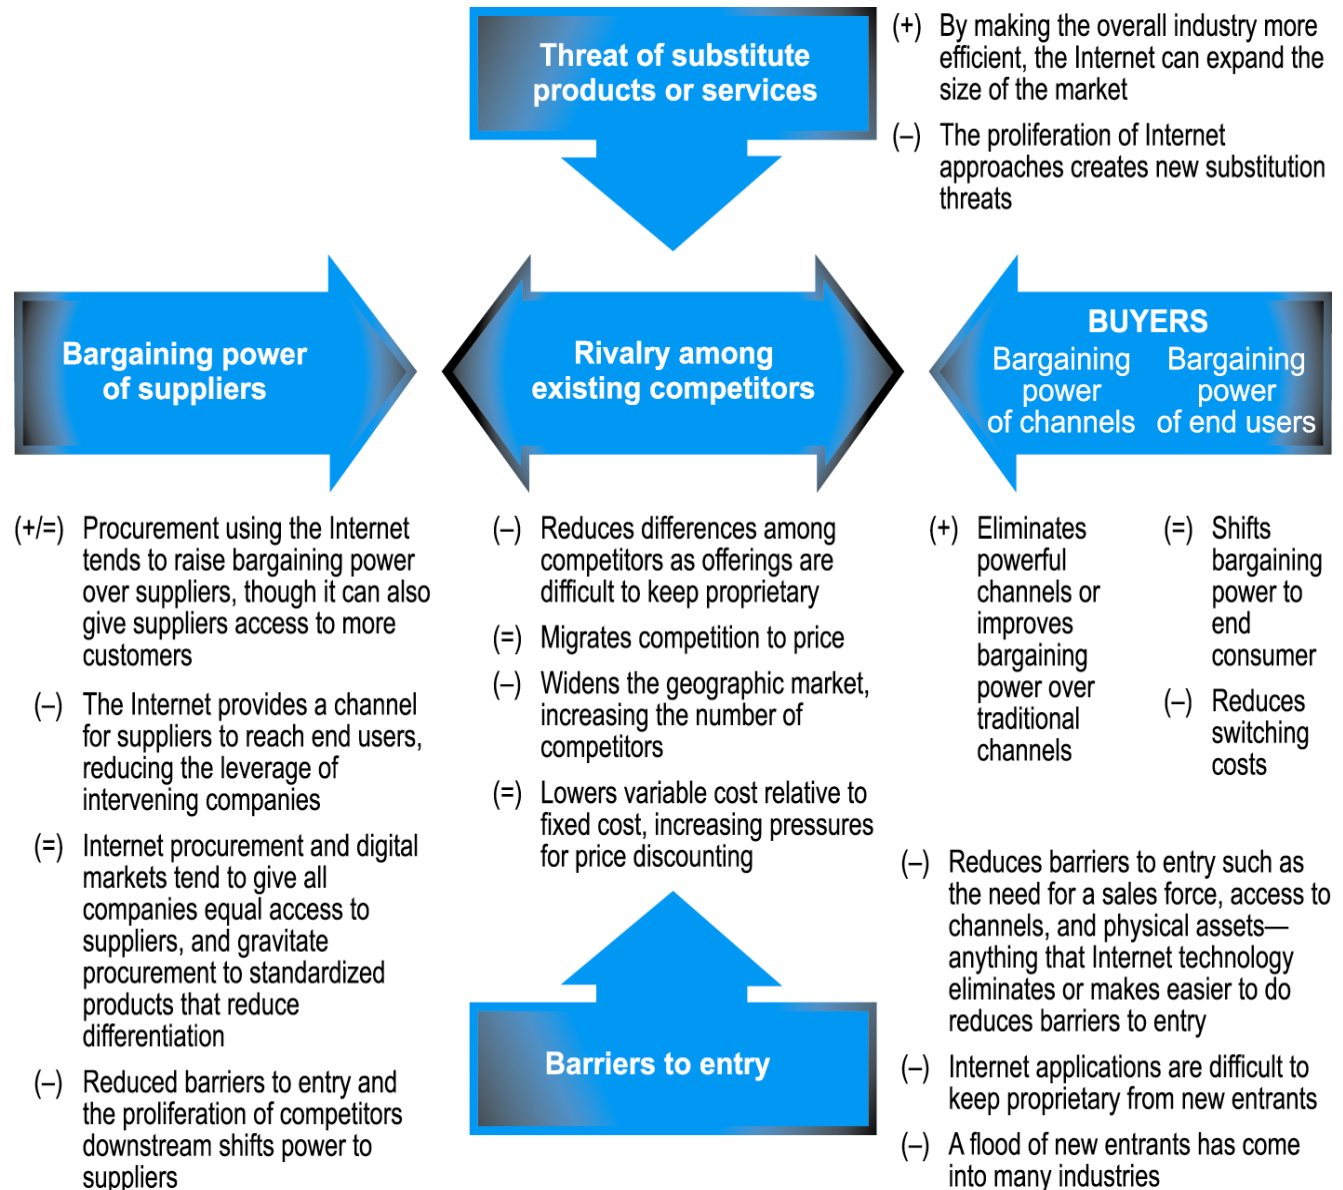 Threat of substitute
products or services
(+) By making the overall industry more
efficient, the Internet can expand the
size of the market
(–) The proliferation of Internet
approaches creates new substitution
threats
Bargaining power
of suppliers
Rivalry among
existing competitors
BUYERS
Bargaining
power
of channels
Bargaining
power
of end users
(+/=) Procurement using the Internet
tends to raise bargaining power
over suppliers, though it can also
give suppliers access to more
customers
(–) The Internet provides a channel
for suppliers to reach end users,
reducing the leverage of
intervening companies
(=) Internet procurement and digital
markets tend to give all
companies equal access to
suppliers, and gravitate
procurement to standardized
products that reduce
differentiation
(–) Reduced barriers to entry and
the proliferation of competitors
downstream shifts power to
suppliers
(–) Reduces differences among
competitors as offerings are
difficult to keep proprietary
(=) Migrates competition to price
(–) Widens the geographic market,
increasing the number of
competitors
(=) Lowers variable cost relative to
fixed cost, increasing pressures
for price discounting
(+) Eliminates
powerful
channels or
improves
bargaining
power over
traditional
channels
(=) Shifts
bargaining
power to
end
consumer
(–) Reduces
switching
costs
Barriers to entry
(–) Reduces barriers to entry such as
the need for a sales force, access to
channels, and physical assets—
anything that Internet technology
eliminates or makes easier to do
reduces barriers to entry
(–) Internet applications are difficult to
keep proprietary from new entrants
(–) A flood of new entrants has come
into many industries